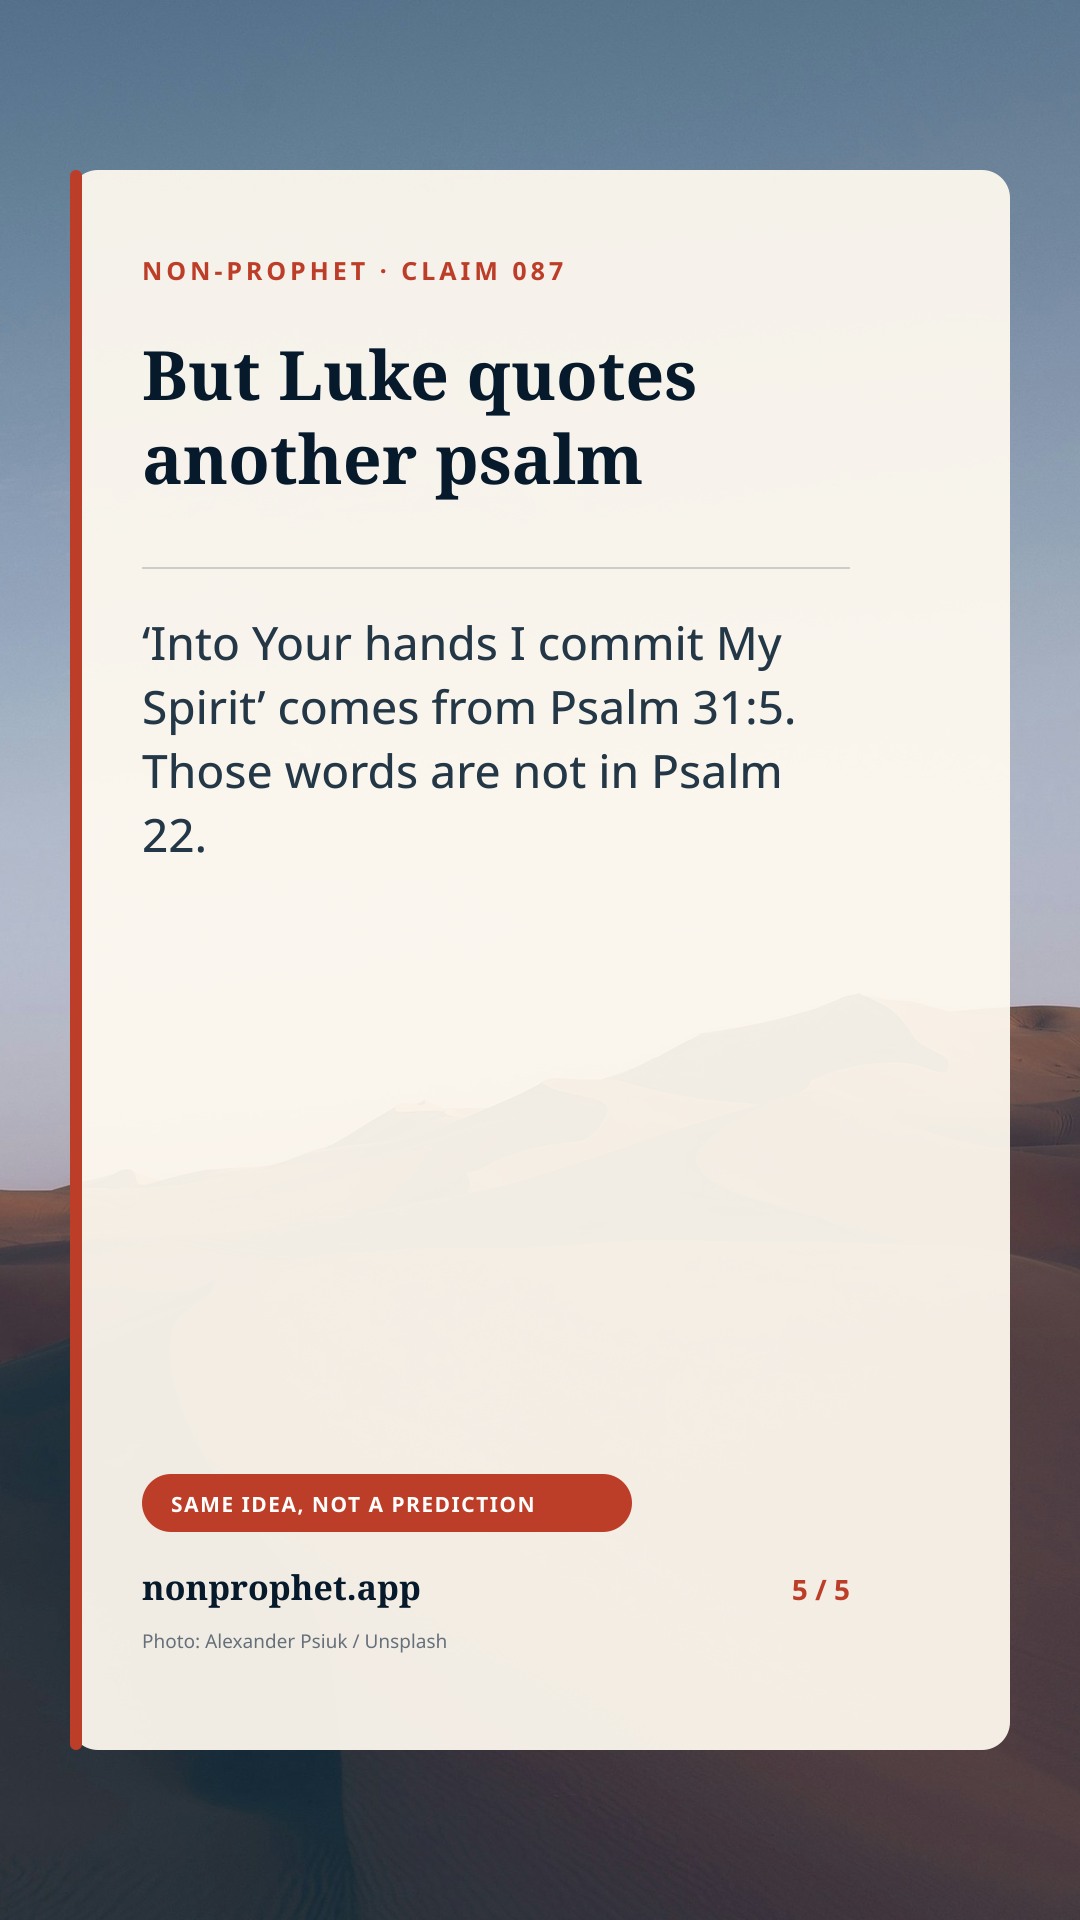 NON-PROPHET · CLAIM 087
But Luke quotes
another psalm
‘Into Your hands I commit My
Spirit’ comes from Psalm 31:5.
Those words are not in Psalm
22.
SAME IDEA, NOT A PREDICTION
nonprophet.app
5 / 5
Photo: Alexander Psiuk / Unsplash